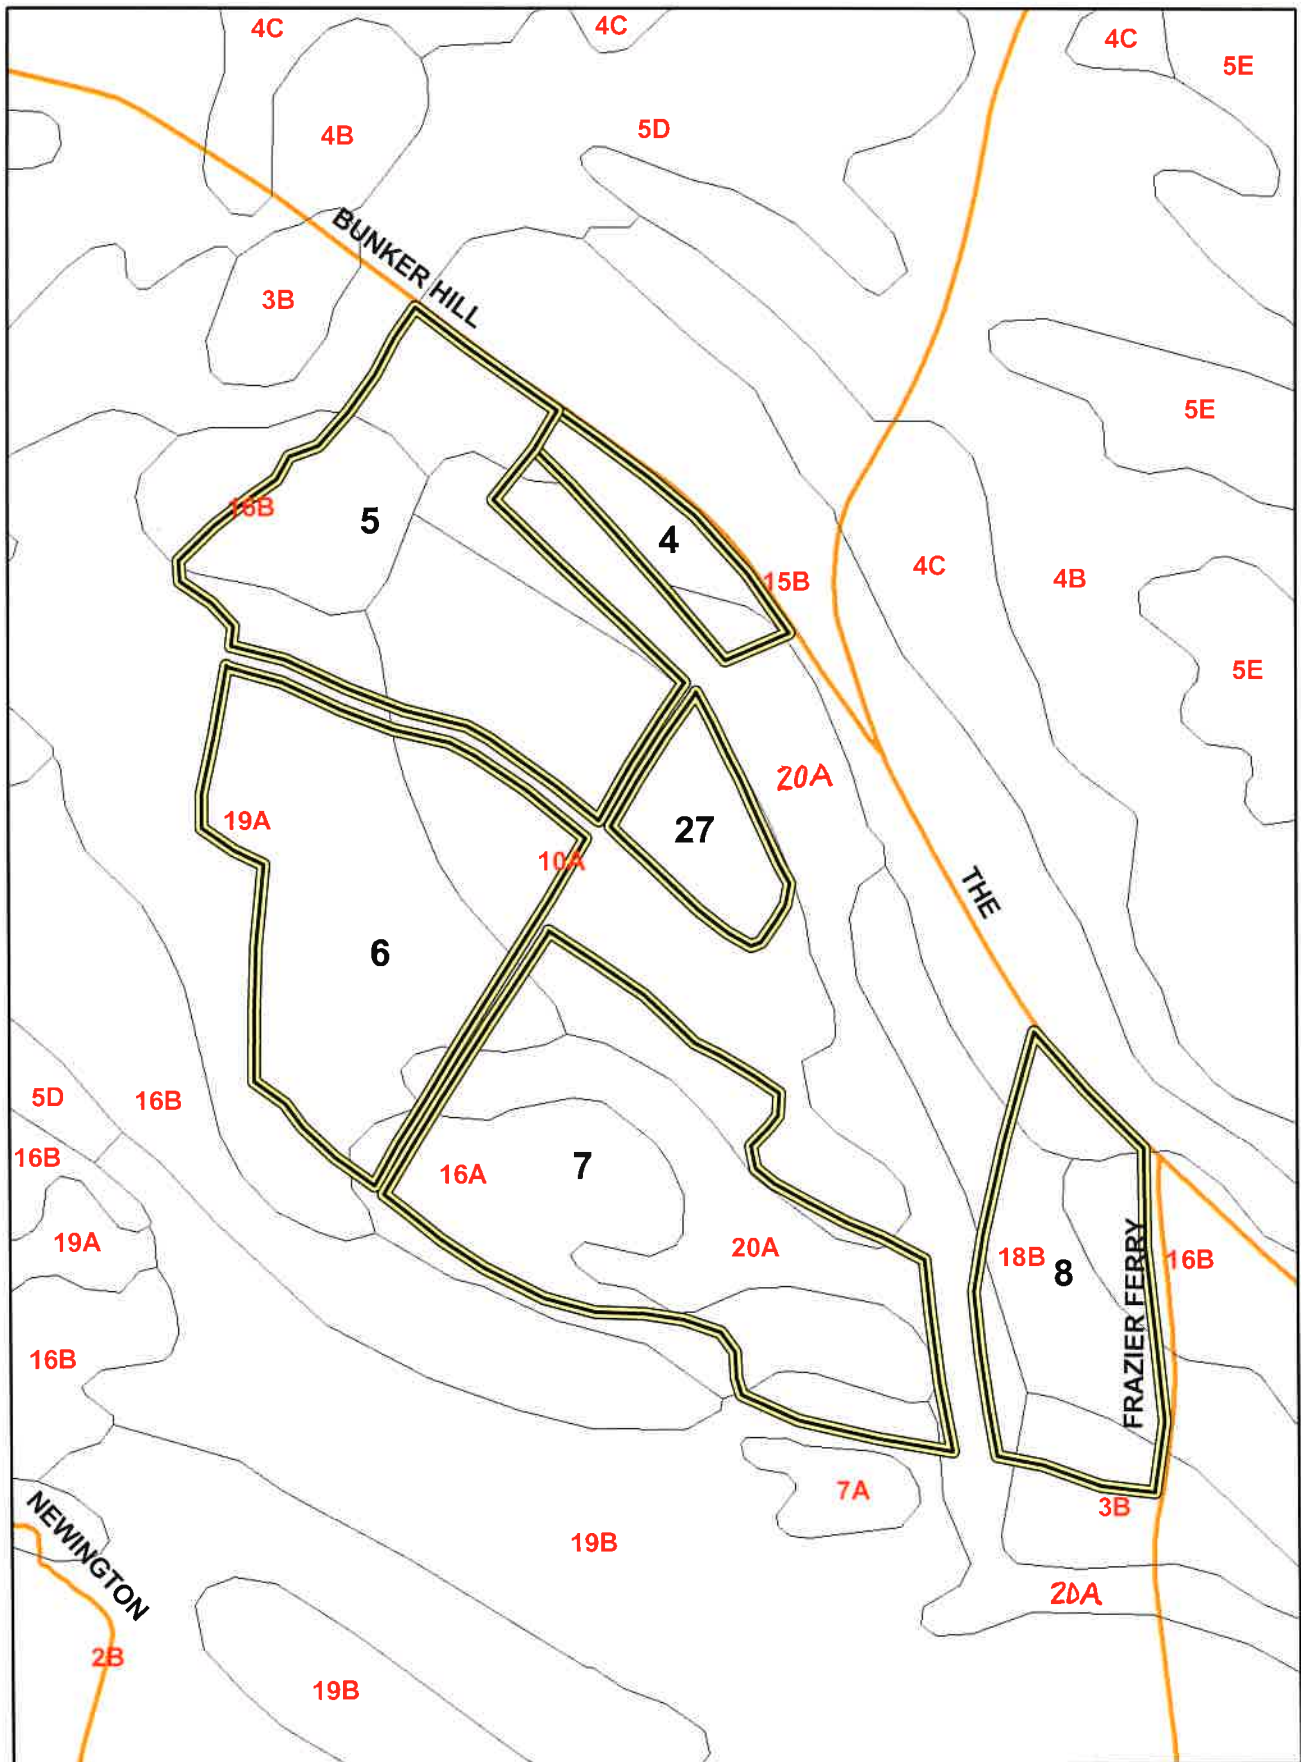 4C
4C
4C
5E
4B
5D
BUNKER HILL
3B
5E
16B
5
4
15B
4C
4B
5E
20A
19A
27
10A
THE
6
5D
16B
16B
16A
7
19A
20A
18B
8
FRAZIER FERRY
16B
16B
7A
3B
NEWINGTON
19B
20A
2B
19B